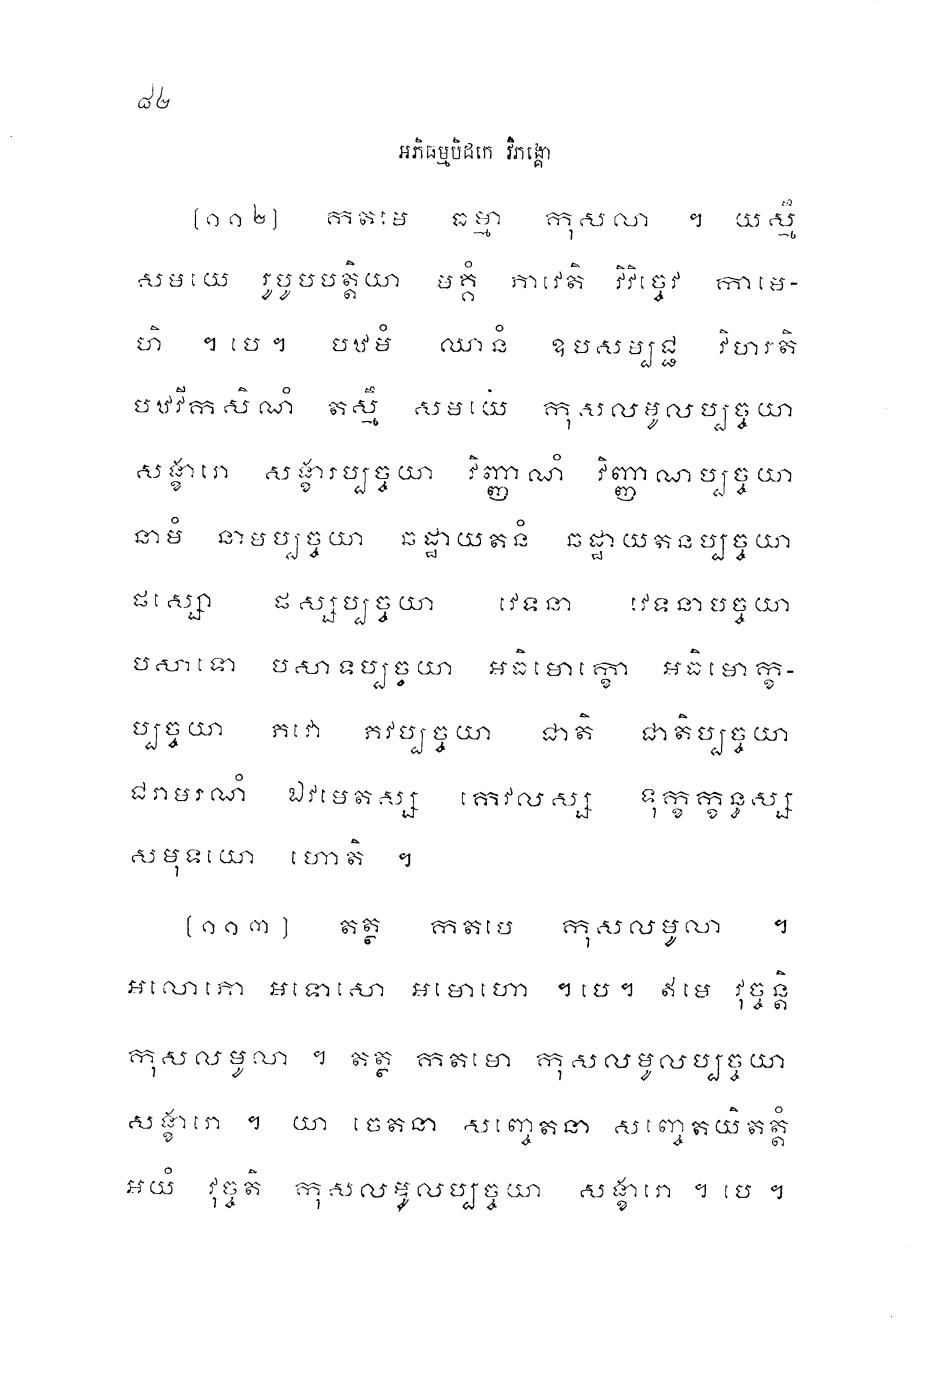 ៨២
អភិធម្មបិដកេ វិភង្គោ
(១១២) កតមេ ធម្មា កុសលា ។ យស្មឹ
សមយេ រូបូបបត្តិយា មគ្គំ ភាវេតិ វិវិច្ចេវ កាមេ-
ហិ ។ បេ ។ បឋមំ ឈានំ ឧបសម្បជ្ជ វិហរតិ
បឋវីកសិណំ តស្មឹ សមយេ កុសលមូលប្បច្ចយា
សង្ខារោ សង្ខារប្បច្ចយា វិញ្ញាណំ វិញ្ញាណប្បច្ចយា
នាមំ នាមប្បច្ចយា ឆដ្ឋាយតនំ ឆដ្ឋាយតនប្បច្ចយា
ផស្សោ ផស្សប្បច្ចយា វេទនា វេទនាបច្ចយា
បសាទោ បសាទប្បច្ចយា អធិមោក្ខោ អធិមោក្ខ-
ប្បច្ចយា ភវោ ភវប្បច្ចយា ជាតិ ជាតិប្បច្ចយា
ជរាមរណំ ឯវមេតស្ស កេវលស្ស ទុក្ខក្ខន្ធស្ស
សមុទយោ ហោតិ ។
(១១៣) តត្ថ កតមេ កុសលមូលា ។
អលោភោ អទោសោ អមោហោ ។ បេ ។ ឥមេ វុច្ចន្តិ
កុសលមូលា ។ តត្ថ កតមោ កុសលមូលប្បច្ចយា
សង្ខារោ ។ យា ចេតនា សញ្ចេតនា សញ្ចេតយិតត្តំ
អយំ វុច្ចតិ កុសលមូលប្បច្ចយា សង្ខារោ ។ បេ ។